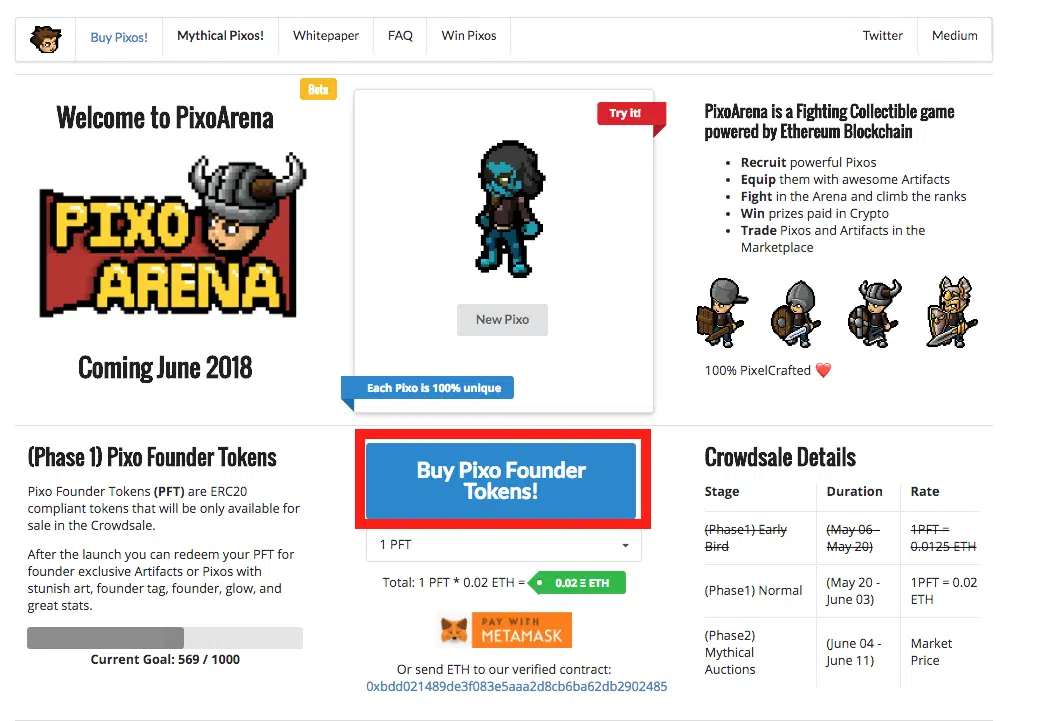 Buy Pixos!
Mythical Pixos!
Whitepaper
FAQ
Win Pixos
Twitter
Medium
Beta
Welcome to PixoArena
PIXO
ARENA
Coming June 2018
Try it!
New Pixo
Each Pixo is 100% unique
PixoArena is a Fighting Collectible game
powered by Ethereum Blockchain
• Recruit powerful Pixos
• Equip them with awesome Artifacts
• Fight in the Arena and climb the ranks
• Win prizes paid in Crypto
• Trade Pixos and Artifacts in the
Marketplace
100% PixelCrafted ❤️
(Phase 1) Pixo Founder Tokens
Pixo Founder Tokens (PFT) are ERC20
compliant tokens that will be only available for
sale in the Crowdsale.
After the launch you can redeem your PFT for
founder exclusive Artifacts or Pixos with
stunish art, founder tag, founder, glow, and
great stats.
Current Goal: 569 / 1000
Buy Pixo Founder
Tokens!
1 PFT
Total: 1 PFT * 0.02 ETH =
0.02 Ξ ETH
PAY WITH
METAMASK
Or send ETH to our verified contract:
0xbdd021489de3f083e5aaa2d8cb6ba62db2902485
Crowdsale Details
Stage Duration Rate
(Phase1) Early (May 06 - 1PFT =
Bird May 20) 0.0125 ETH
(Phase1) Normal (May 20 - 1PFT = 0.02
June 03) ETH
(Phase2)
Mythical (June 04 - Market
Auctions June 11) Price